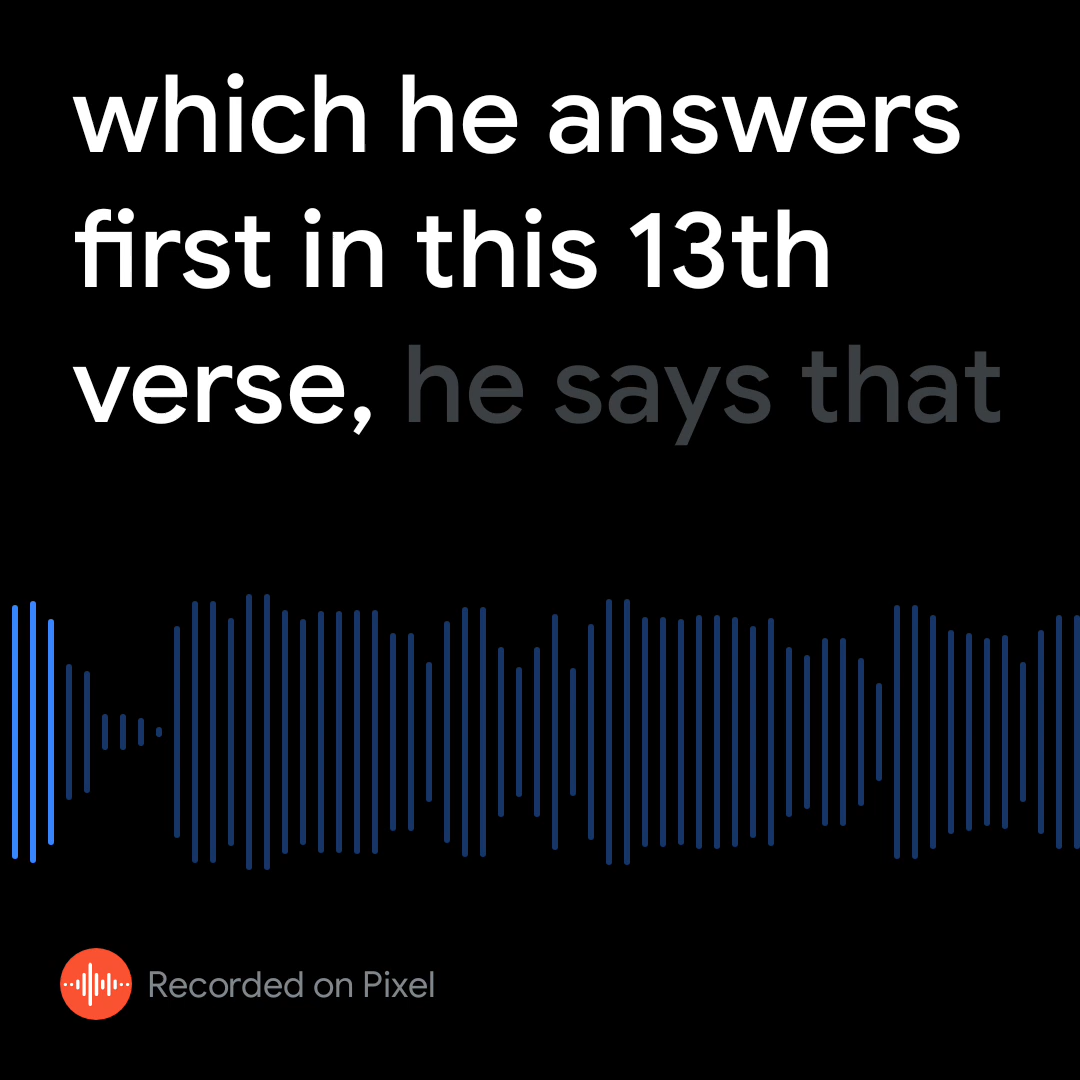 which he answers
first in this 13th
verse, he says that
Recorded on Pixel